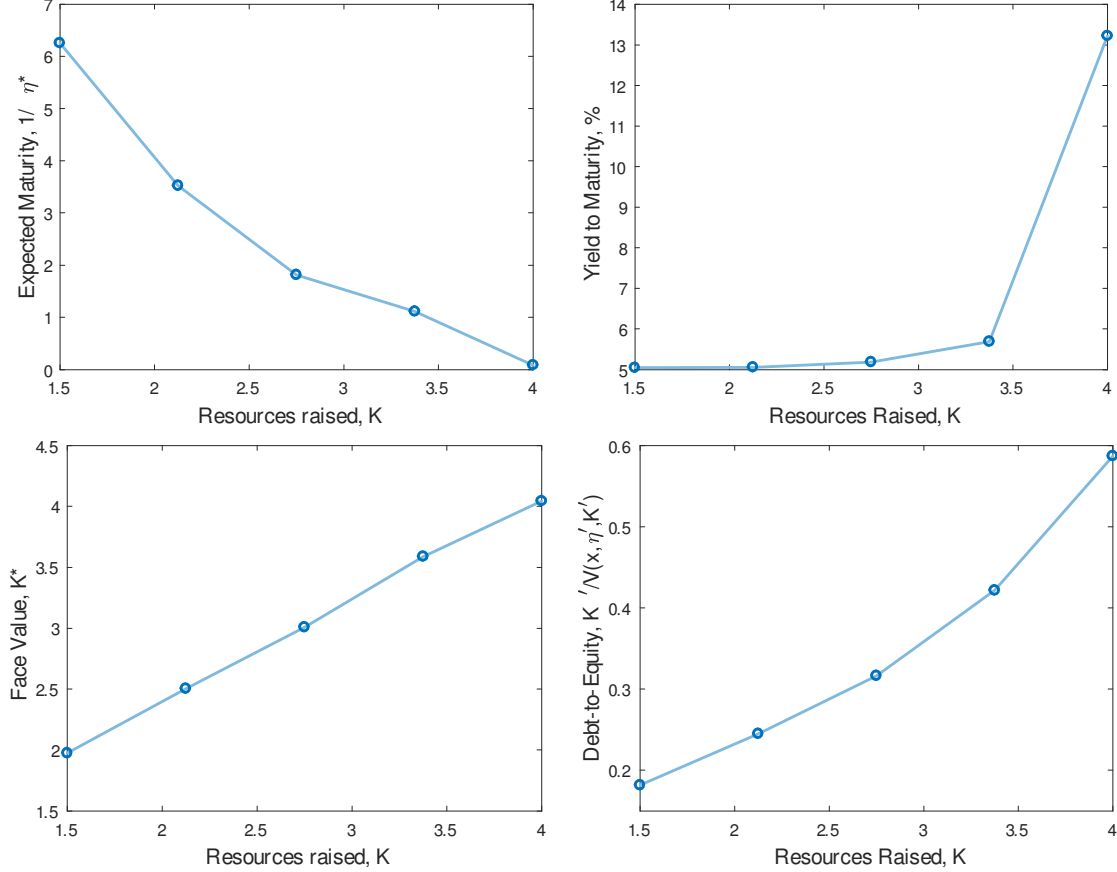 7
6
5
4
3
2
1
0
Expected Maturity, 1/ η*
1.5 2 2.5 3 3.5 4
Resources raised, K
14
13
12
11
10
9
8
7
6
5
Yield to Maturity, %
1.5 2 2.5 3 3.5 4
Resources Raised, K
4.5
4
3.5
3
2.5
2
1.5
Face Value, K*
1.5 2 2.5 3 3.5 4
Resources raised, K
0.6
0.5
0.4
0.3
0.2
Debt-to-Equity, K ′/V(x,η′,K′)
1.5 2 2.5 3 3.5 4
Resources Raised, K